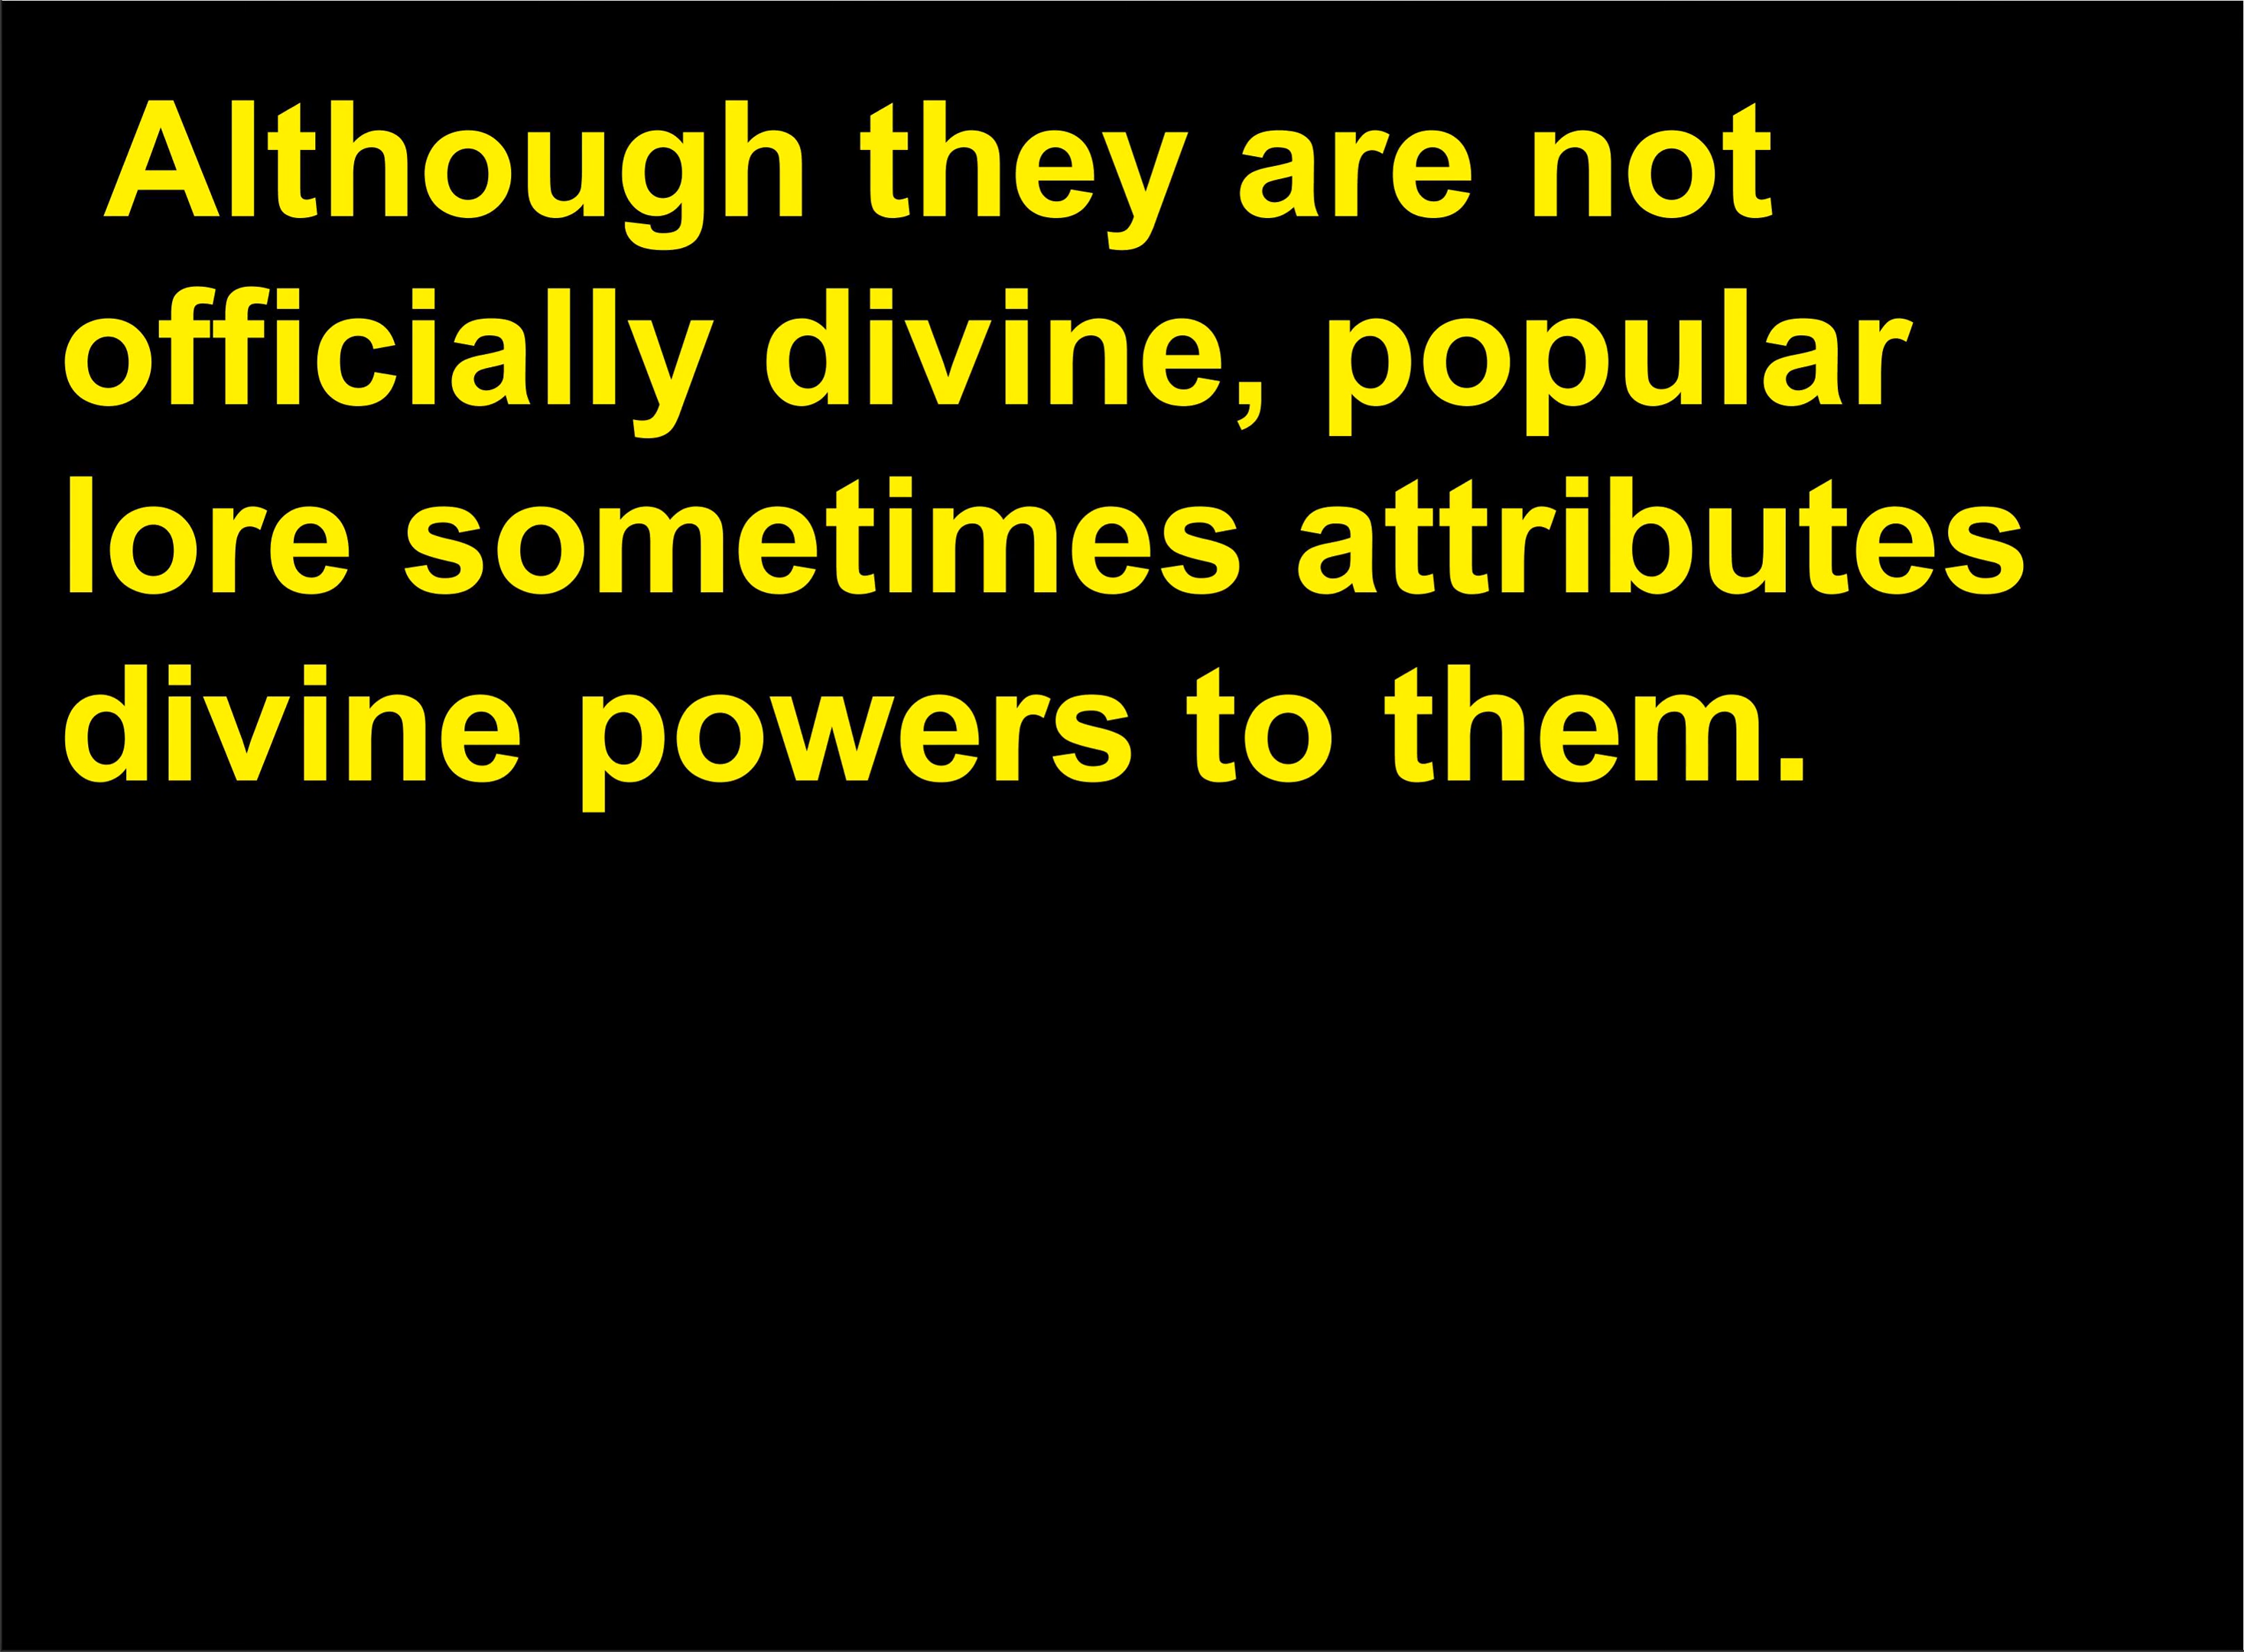 Although they are not
officially divine, popular
lore sometimes attributes
divine powers to them.